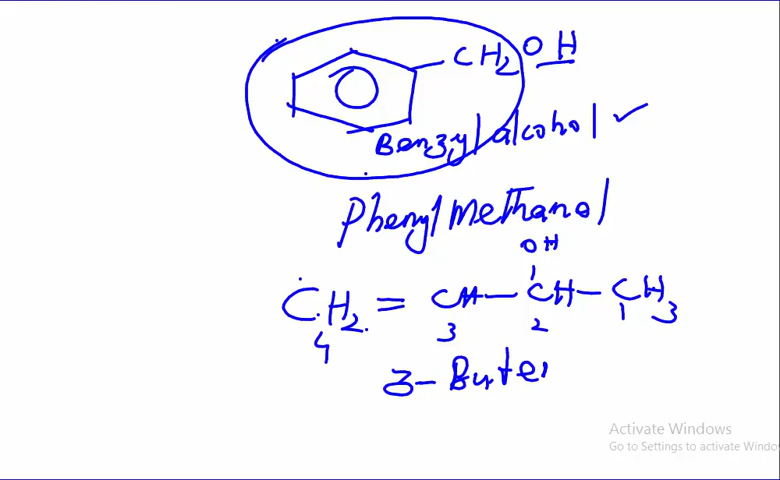 CH2OH
Benzyl alcohol ✓
Phenyl Methanol
OH
CH2 = CH - CH - CH3
4 3 2 1
3-Buten
Activate Windows
Go to Settings to activate Windo